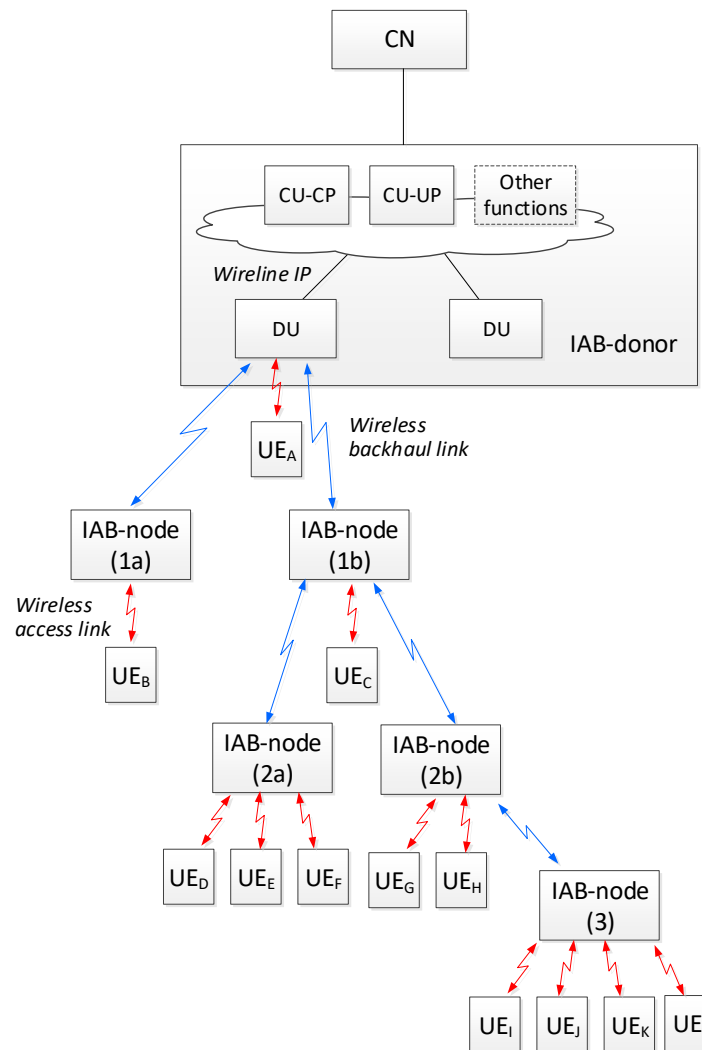 CN
CU-CP
CU-UP
Other
functions
Wireline IP
DU
DU
IAB-donor
Wireless
backhaul link
UEA
IAB-node
(1a)
IAB-node
(1b)
Wireless
access link
UEB
UEC
IAB-node
(2a)
IAB-node
(2b)
UED
UEE
UEF
UEG
UEH
IAB-node
(3)
UEI
UEJ
UEK
UE